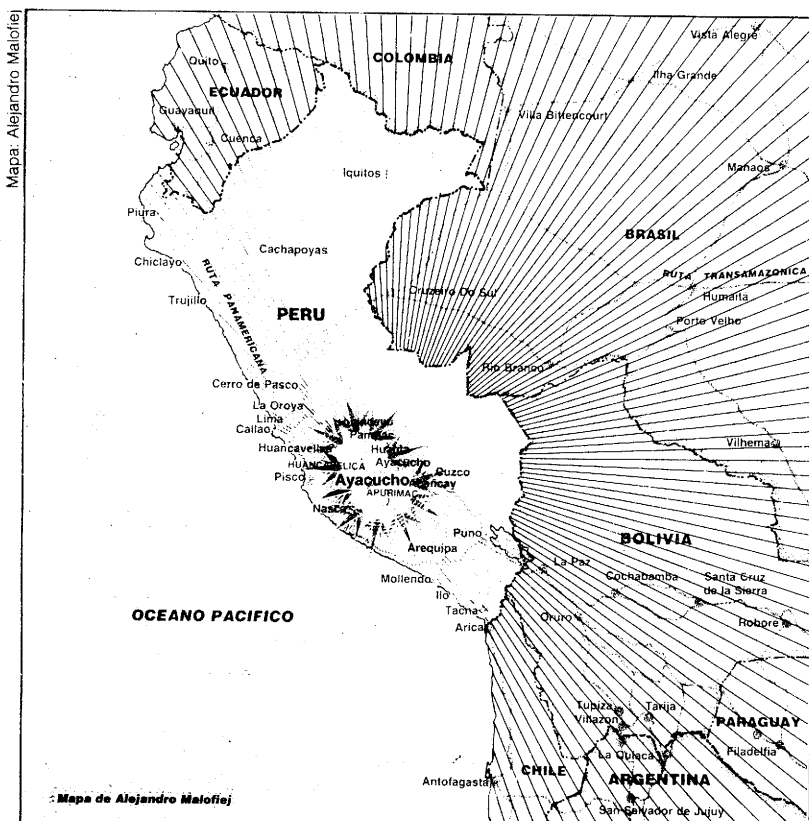 Mapa: Alejandro Malofiej
COLOMBIA
Vista Alegre
Quito
Ilha Grande
ECUADOR
Guayaquil
Villa Bittencourt
Cuenca
Iquitos
Manaos
Piura
BRASIL
Cachapoyas
Chiclayo
RUTA PANAMERICANA
RUTA TRANSAMAZONICA
Cruzeiro Do Sul
Humaita
Trujillo
PERU
Porto Velho
Rio Branco
Cerro de Pasco
La Oroya
Lima
Callao
Pampas
Huancavelica
Huanta
Vilhema
HUANCAVELICA
Ayacucho
Cuzco
Pisco
Ayacucho
Abancay
APURIMAC
Nasca
Puno
BOLIVIA
Arequipa
La Paz
Mollendo
Cochabamba
Santa Cruz
de la Sierra
Ilo
Tacna
OCEANO PACIFICO
Oruro
Robore
Arica
Tupiza
Tarija
Villazon
PARAGUAY
La Quiaca
Filadelfia
CHILE
ARGENTINA
Antofagasta
Mapa de Alejandro Malofiej
San Salvador de Jujuy